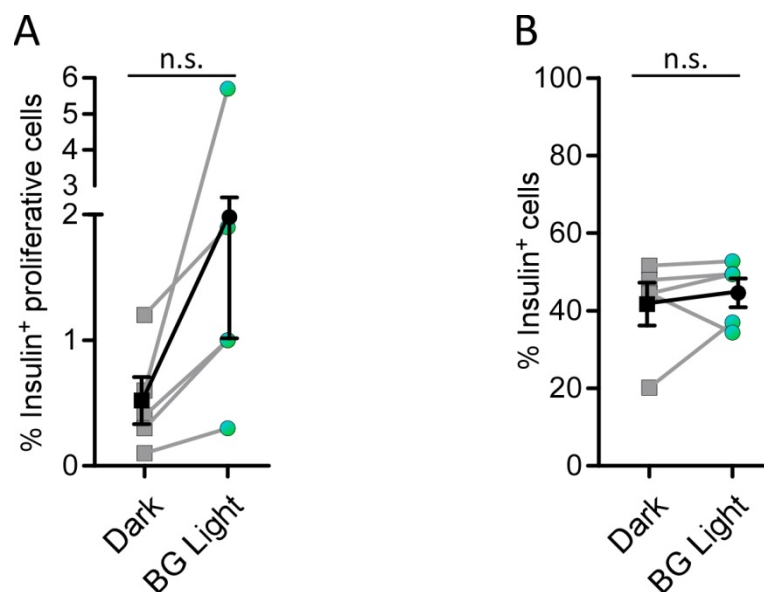 A
n.s.
% Insulin⁺ proliferative cells
6
5
4
3
2
1
0
Dark
BG Light
B
n.s.
% Insulin⁺ cells
100
80
60
40
20
0
Dark
BG Light